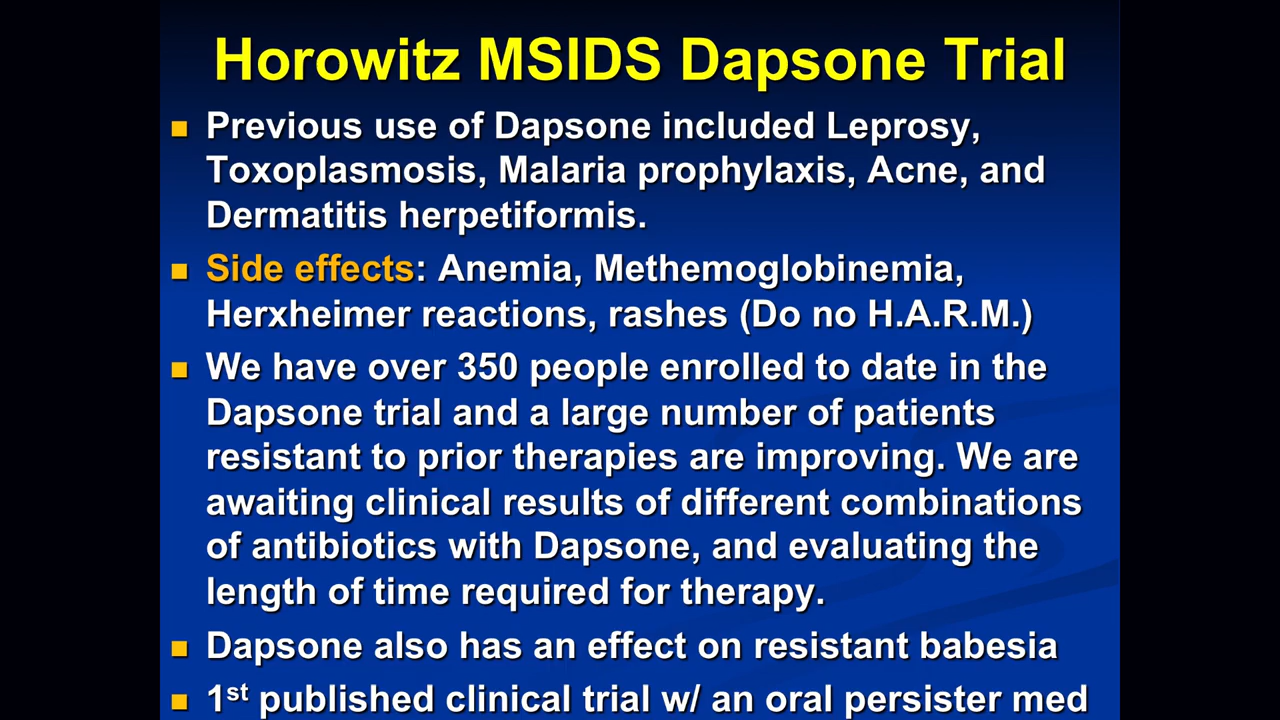 Horowitz MSIDS Dapsone Trial
Previous use of Dapsone included Leprosy,
Toxoplasmosis, Malaria prophylaxis, Acne, and
Dermatitis herpetiformis.
Side effects: Anemia, Methemoglobinemia,
Herxheimer reactions, rashes (Do no H.A.R.M.)
We have over 350 people enrolled to date in the
Dapsone trial and a large number of patients
resistant to prior therapies are improving. We are
awaiting clinical results of different combinations
of antibiotics with Dapsone, and evaluating the
length of time required for therapy.
Dapsone also has an effect on resistant babesia
1st published clinical trial w/ an oral persister med